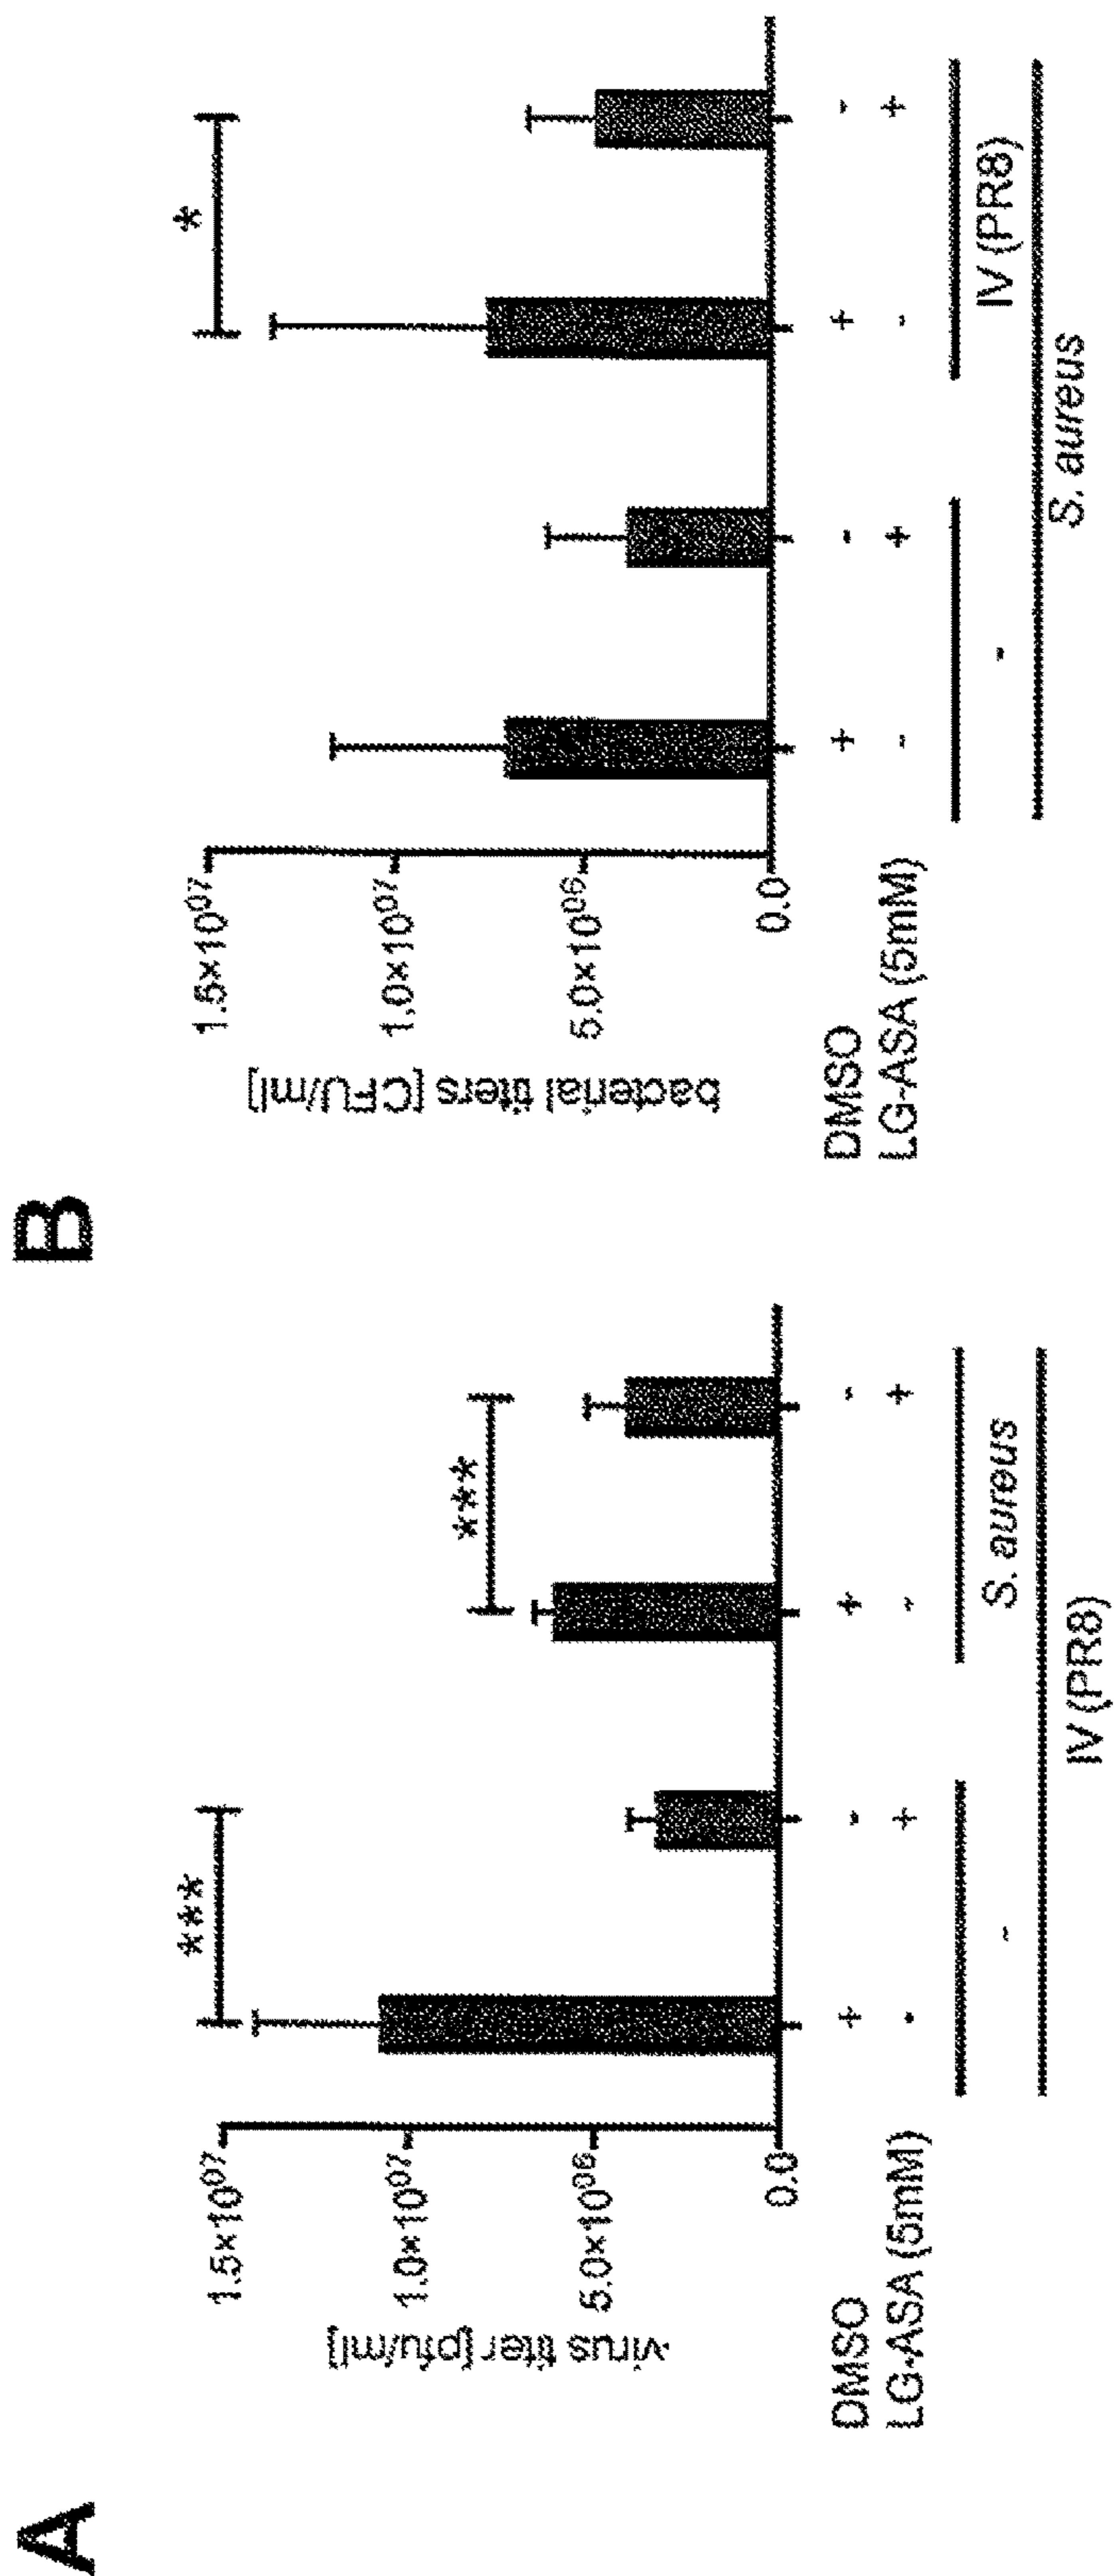 A
***
***
1.5×10⁰⁷
1.0×10⁰⁷
5.0×10⁰⁶
0.0
virus titer [pfu/ml]
DMSO + - + -
LG-ASA (5mM) - + - +
- S. aureus
IV (PR8)
B
*
1.5×10⁰⁷
1.0×10⁰⁷
5.0×10⁰⁶
0.0
bacterial titers [CFU/ml]
DMSO + - + -
LG-ASA (5mM) - + - +
- IV (PR8)
S. aureus